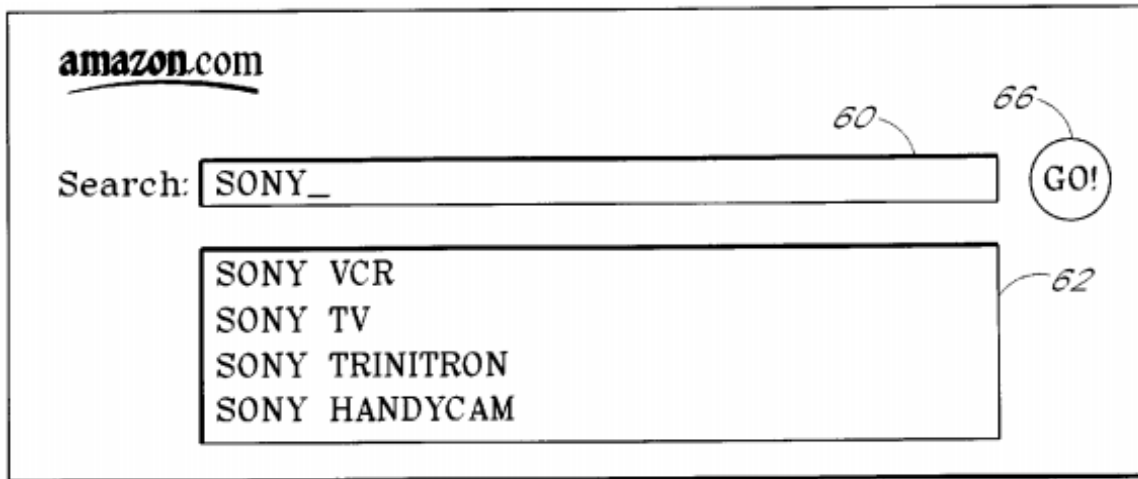 amazon.com
60
66
Search: SONY_ GO!
SONY VCR
62
SONY TV
SONY TRINITRON
SONY HANDYCAM